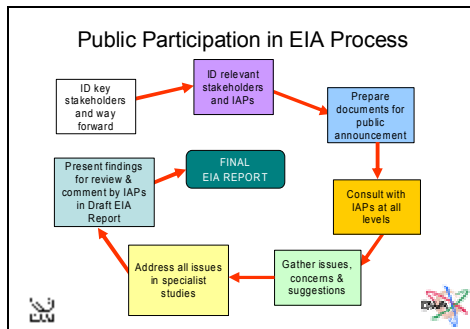 Public Participation in EIA Process
ID key
stakeholders
and way
forward
ID relevant
stakeholders
and IAPs
Prepare
documents for
public
announcement
Consult with
IAPs at all
levels
Gather issues,
concerns &
suggestions
Address all
issues in
specialist
studies
Present findings
for review &
comment by IAPs
in Draft EIA
Report
FINAL
EIA REPORT